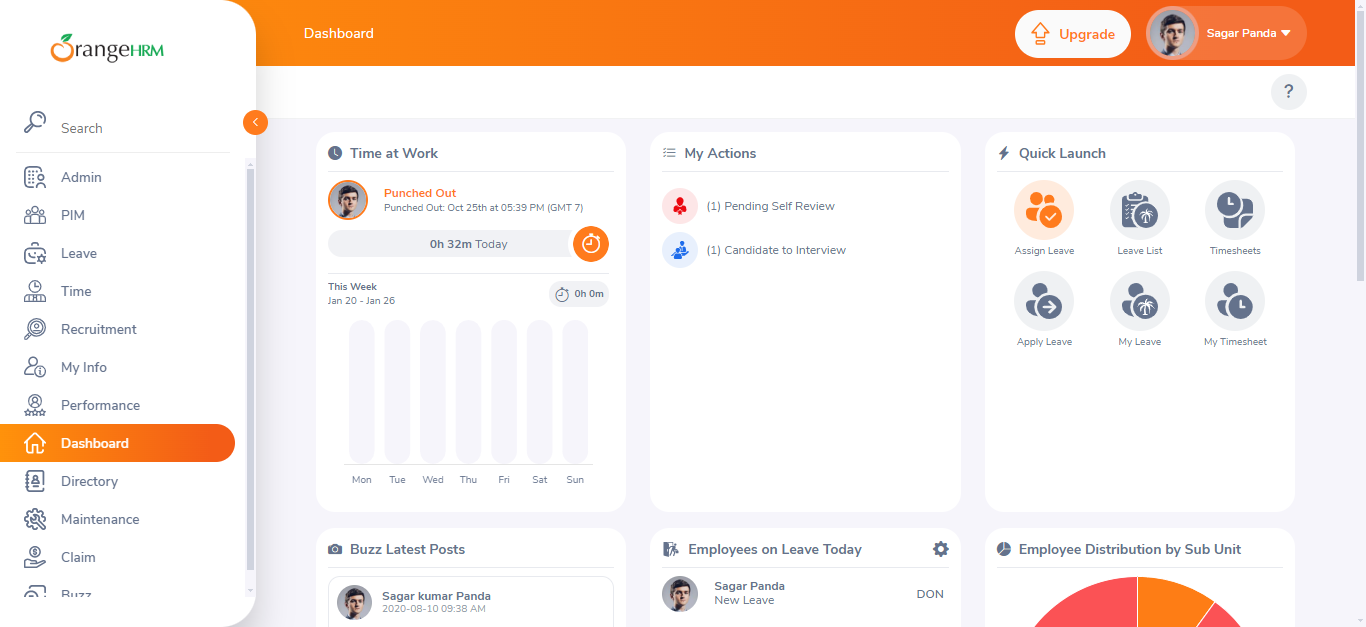 OrangeHRM
Dashboard
Upgrade
Sagar Panda
?
Search
Admin
PIM
Leave
Time
Recruitment
My Info
Performance
Dashboard
Directory
Maintenance
Claim
Buzz
Time at Work
Punched Out
Punched Out: Oct 25th at 05:39 PM (GMT 7)
0h 32m Today
This Week
Jan 20 - Jan 26
0h 0m
Mon Tue Wed Thu Fri Sat Sun
My Actions
(1) Pending Self Review
(1) Candidate to Interview
Quick Launch
Assign Leave Leave List Timesheets
Apply Leave My Leave My Timesheet
Buzz Latest Posts
Sagar kumar Panda
2020-08-10 09:38 AM
Employees on Leave Today
Sagar Panda
New Leave
DON
Employee Distribution by Sub Unit